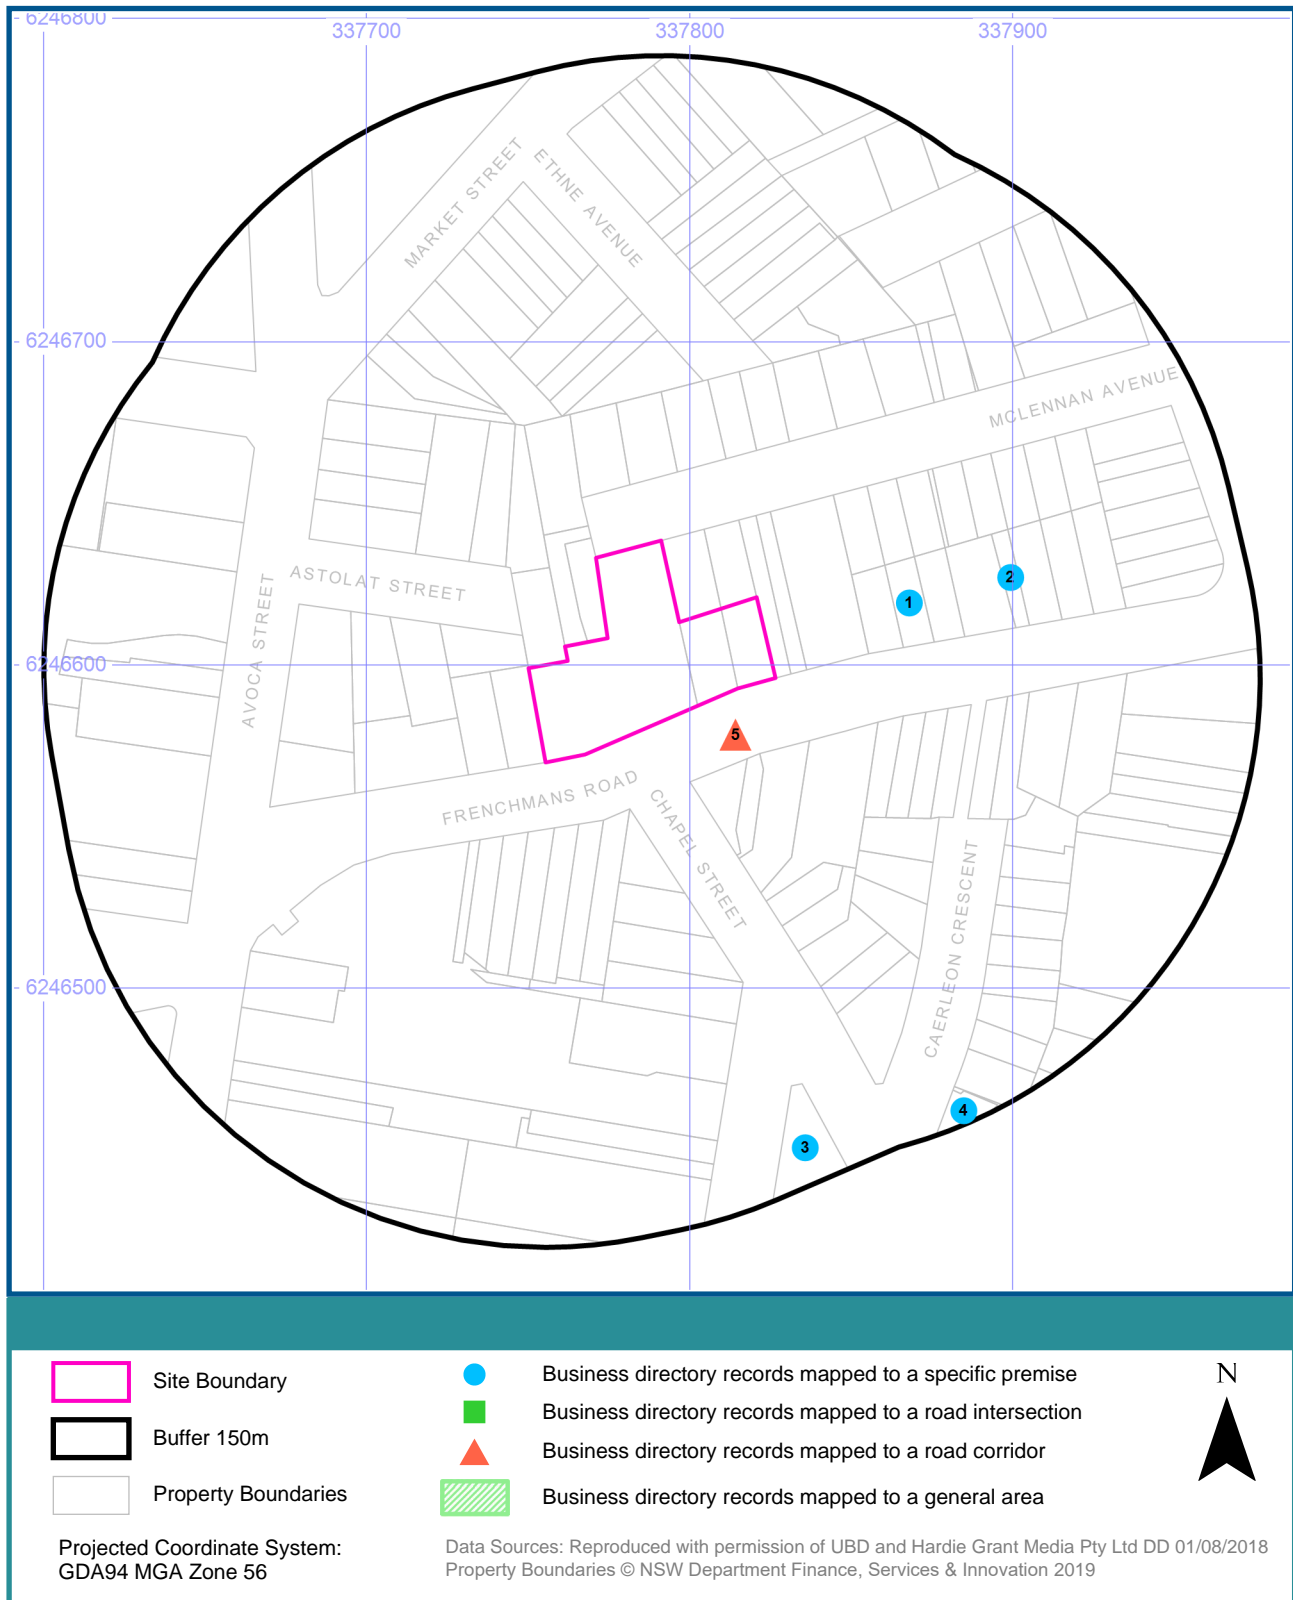 6246800
337700
337800
337900
MARKET STREET
ETHNE AVENUE
6246700
MCLENNAN AVENUE
ASTOLAT STREET
AVOCA STREET
1
2
6246600
5
FRENCHMANS ROAD
CHAPEL STREET
CAERLEON CRESCENT
6246500
4
3
Site Boundary
Buffer 150m
Property Boundaries
Business directory records mapped to a specific premise
Business directory records mapped to a road intersection
Business directory records mapped to a road corridor
Business directory records mapped to a general area
N
Projected Coordinate System:
GDA94 MGA Zone 56
Data Sources: Reproduced with permission of UBD and Hardie Grant Media Pty Ltd DD 01/08/2018
Property Boundaries © NSW Department Finance, Services & Innovation 2019